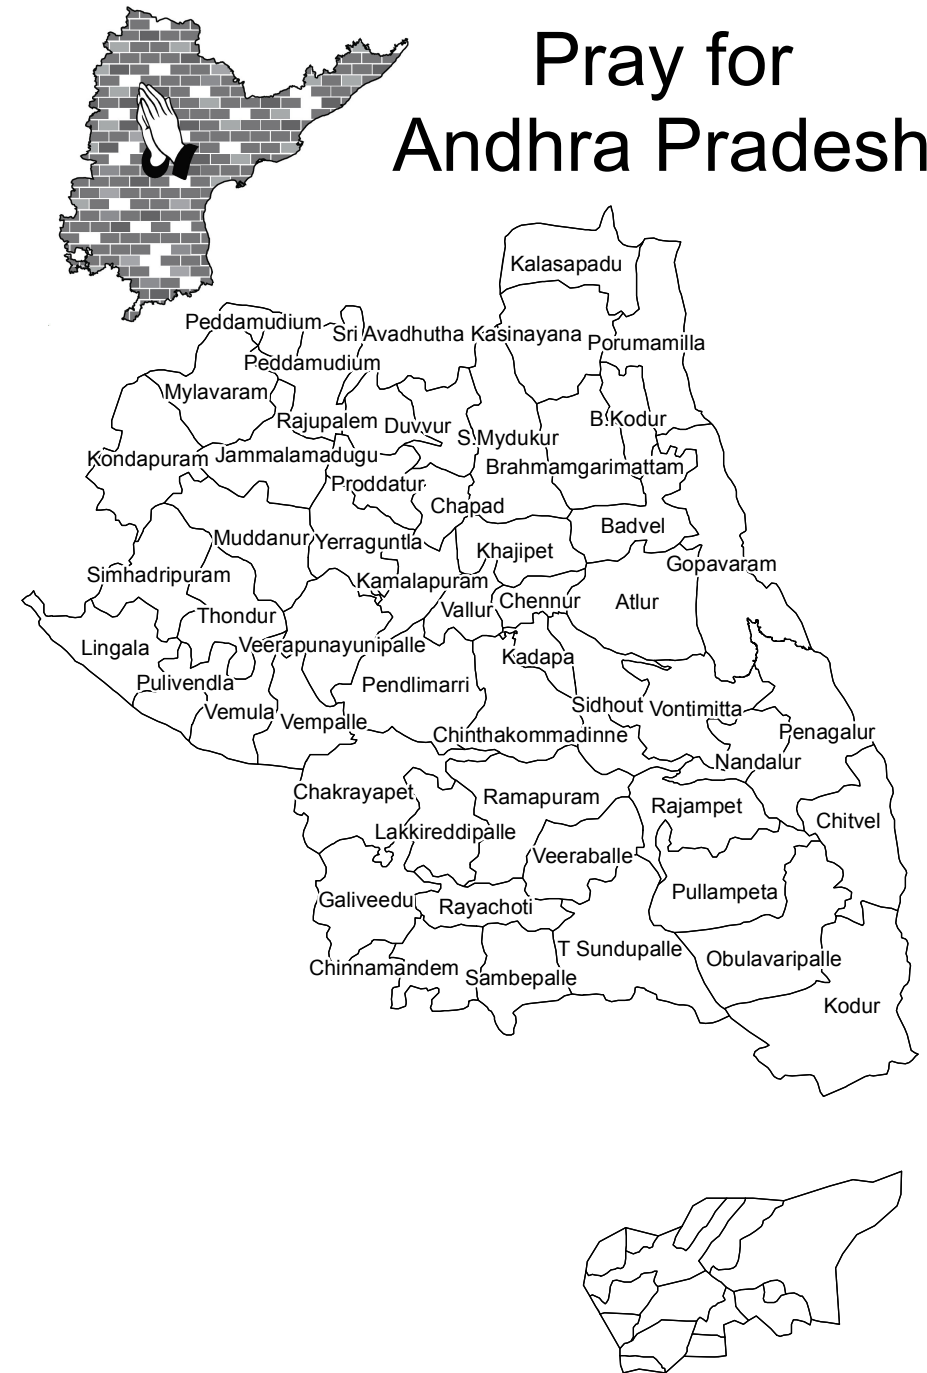 Pray for
Andhra Pradesh
Kalasapadu
Peddamudium
Sri Avadhutha Kasinayana
Porumamilla
Peddamudium
Mylavaram
Rajupalem
Duvvur
B.Kodur
S.Mydukur
Kondapuram
Jammalamadugu
Brahmamgarimattam
Proddatur
Chapad
Badvel
Muddanur
Yerraguntla
Khajipet
Gopavaram
Simhadripuram
Kamalapuram
Chennur
Atlur
Vallur
Thondur
Lingala
Veerapunayunipalle
Kadapa
Pulivendla
Pendlimarri
Sidhout
Vontimitta
Vemula
Vempalle
Chinthakommadinne
Penagalur
Nandalur
Chakrayapet
Ramapuram
Rajampet
Chitvel
Lakkireddipalle
Veeraballe
Pullampeta
Galiveedu
Rayachoti
T Sundupalle
Obulavaripalle
Chinnamandem
Sambepalle
Kodur